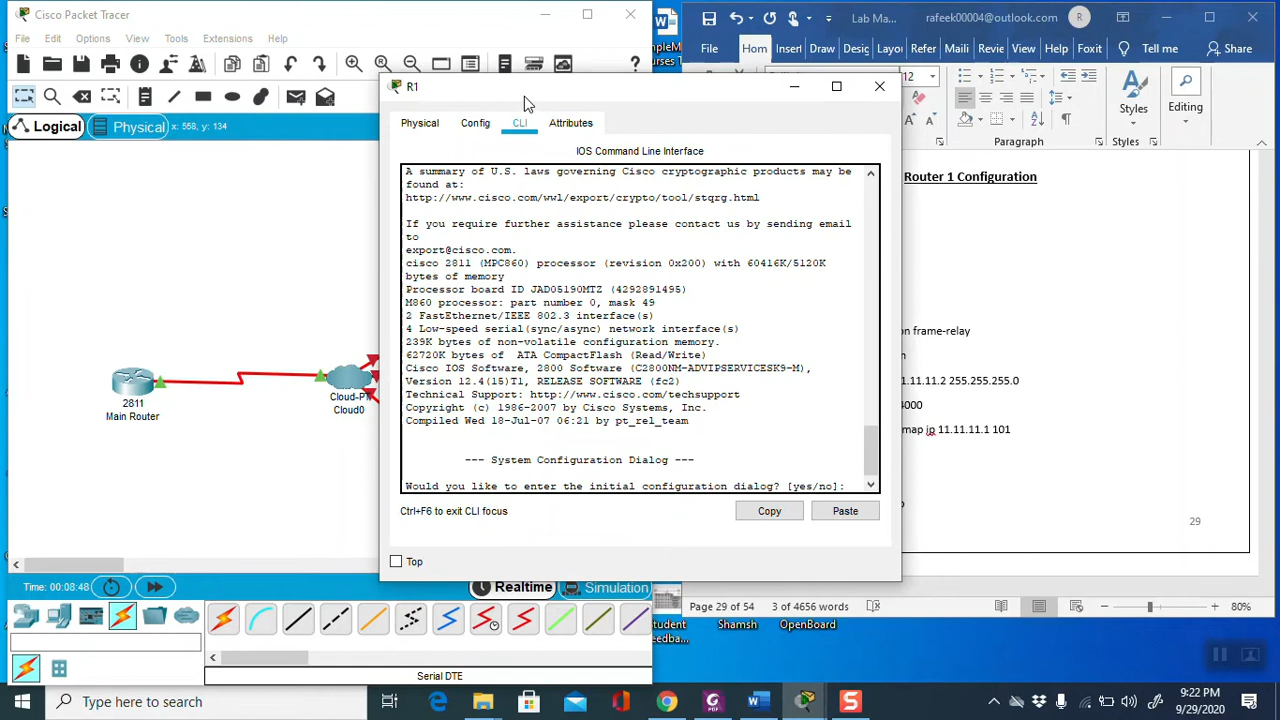 Cisco Packet Tracer
File Edit Options View Tools Extensions Help
Logical
Physical x: 558, y: 134
2811
Main Router
Cloud-PT
Cloud0
Time: 00:08:48
Realtime
Simulation
Serial DTE
R1
Physical Config CLI Attributes
IOS Command Line Interface
A summary of U.S. laws governing Cisco cryptographic products may be
found at:
http://www.cisco.com/wwl/export/crypto/tool/stqrg.html
If you require further assistance please contact us by sending email
to
export@cisco.com.
cisco 2811 (MPC860) processor (revision 0x200) with 60416K/5120K
bytes of memory
Processor board ID JAD05190MTZ (4292891495)
M860 processor: part number 0, mask 49
2 FastEthernet/IEEE 802.3 interface(s)
4 Low-speed serial(sync/async) network interface(s)
239K bytes of non-volatile configuration memory.
62720K bytes of ATA CompactFlash (Read/Write)
Cisco IOS Software, 2800 Software (C2800NM-ADVIPSERVICESK9-M),
Version 12.4(15)T1, RELEASE SOFTWARE (fc2)
Technical Support: http://www.cisco.com/techsupport
Copyright (c) 1986-2007 by Cisco Systems, Inc.
Compiled Wed 18-Jul-07 06:21 by pt_rel_team
--- System Configuration Dialog ---
Would you like to enter the initial configuration dialog? [yes/no]:
Ctrl+F6 to exit CLI focus
Copy Paste
Top
Lab Ma... rafeek00004@outlook.com R
File Hom Insert Draw Desig Layou Refer Maili Revie View Help Foxit Tell me Share
12
Styles
Editing
Paragraph Styles
Router 1 Configuration
on frame-relay
1.11.11.2 255.255.255.0
4000
map ip 11.11.11.1 101
29
Page 29 of 54 3 of 4656 words 80%
Shamsh
OpenBoard
Type here to search
9:22 PM
9/29/2020